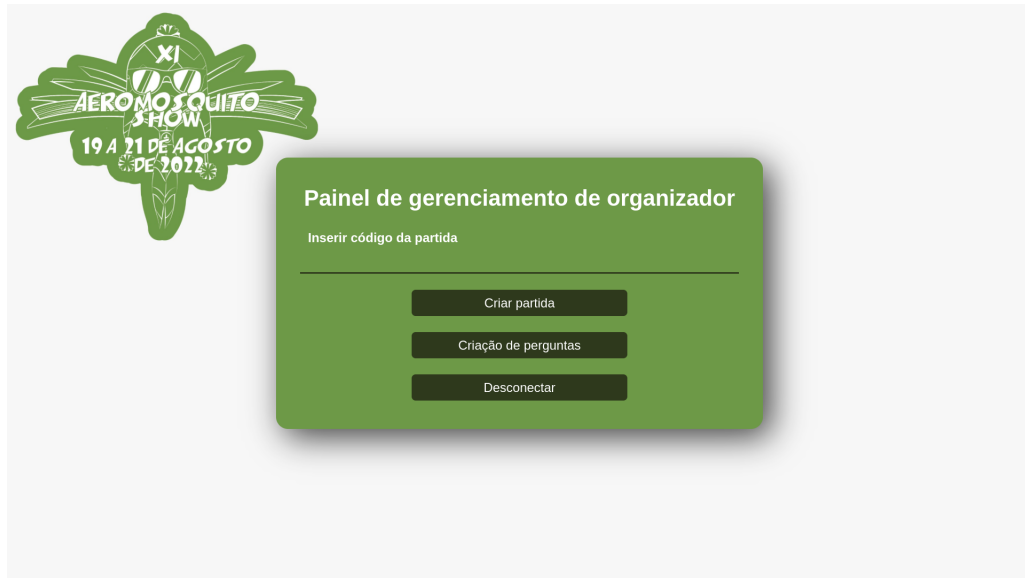 XI
AEROMOSQUITO
SHOW
19 A 21 DE AGOSTO
DE 2022
Painel de gerenciamento de organizador
Inserir código da partida
Criar partida
Criação de perguntas
Desconectar